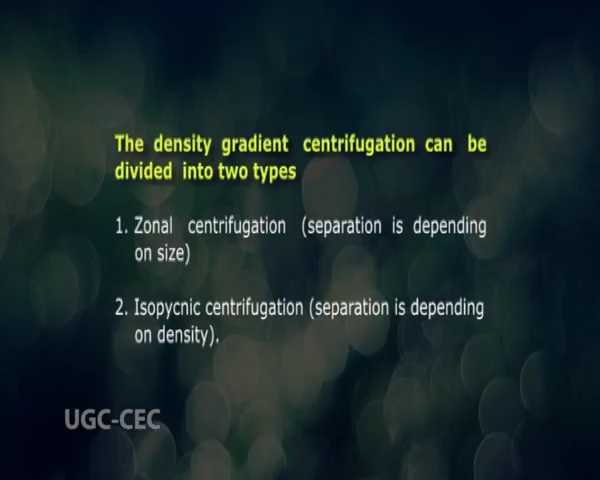 The density gradient centrifugation can be
divided into two types
1. Zonal centrifugation (separation is depending
on size)
2. Isopycnic centrifugation (separation is depending
on density).
UGC-CEC